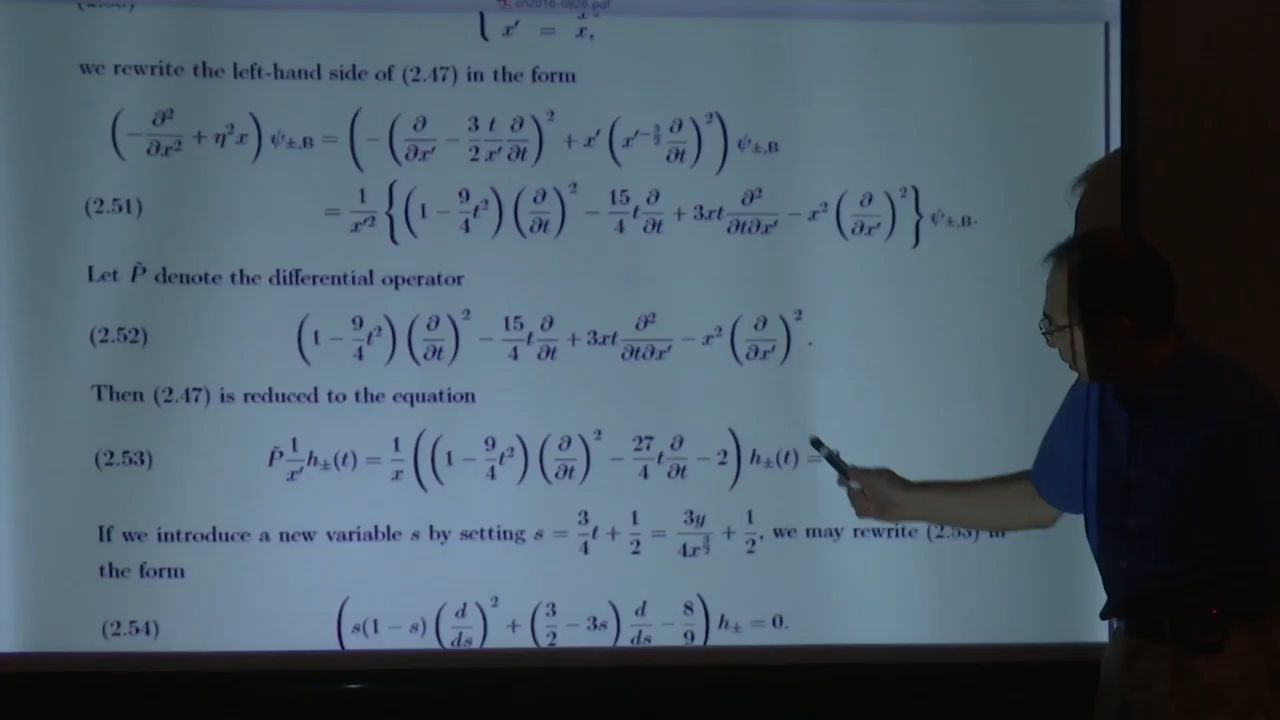 x' = x,
we rewrite the left-hand side of (2.47) in the form
(-∂²/∂x² + η²x) ψ±,B = (-(∂/∂x' - 3/2 t/x' ∂/∂t)² + x'(x'^{-3/2} ∂/∂t)²) ψ±,B
(2.51) = 1/x'² {(1 - 9/4 t²)(∂/∂t)² - 15/4 t ∂/∂t + 3xt ∂²/∂t∂x' - x²(∂/∂x')²} ψ±,B.
Let P̃ denote the differential operator
(2.52) (1 - 9/4 t²)(∂/∂t)² - 15/4 t ∂/∂t + 3xt ∂²/∂t∂x' - x²(∂/∂x')².
Then (2.47) is reduced to the equation
(2.53) P̃ 1/x' h±(t) = 1/x ((1 - 9/4 t²)(∂/∂t)² - 27/4 t ∂/∂t - 2) h±(t) =
If we introduce a new variable s by setting s = 3/4 t + 1/2 = 3y/4x^{3/2} + 1/2, we may rewrite (2.53) in
the form
(2.54) (s(1 - s)(d/ds)² + (3/2 - 3s) d/ds - 8/9) h± = 0.